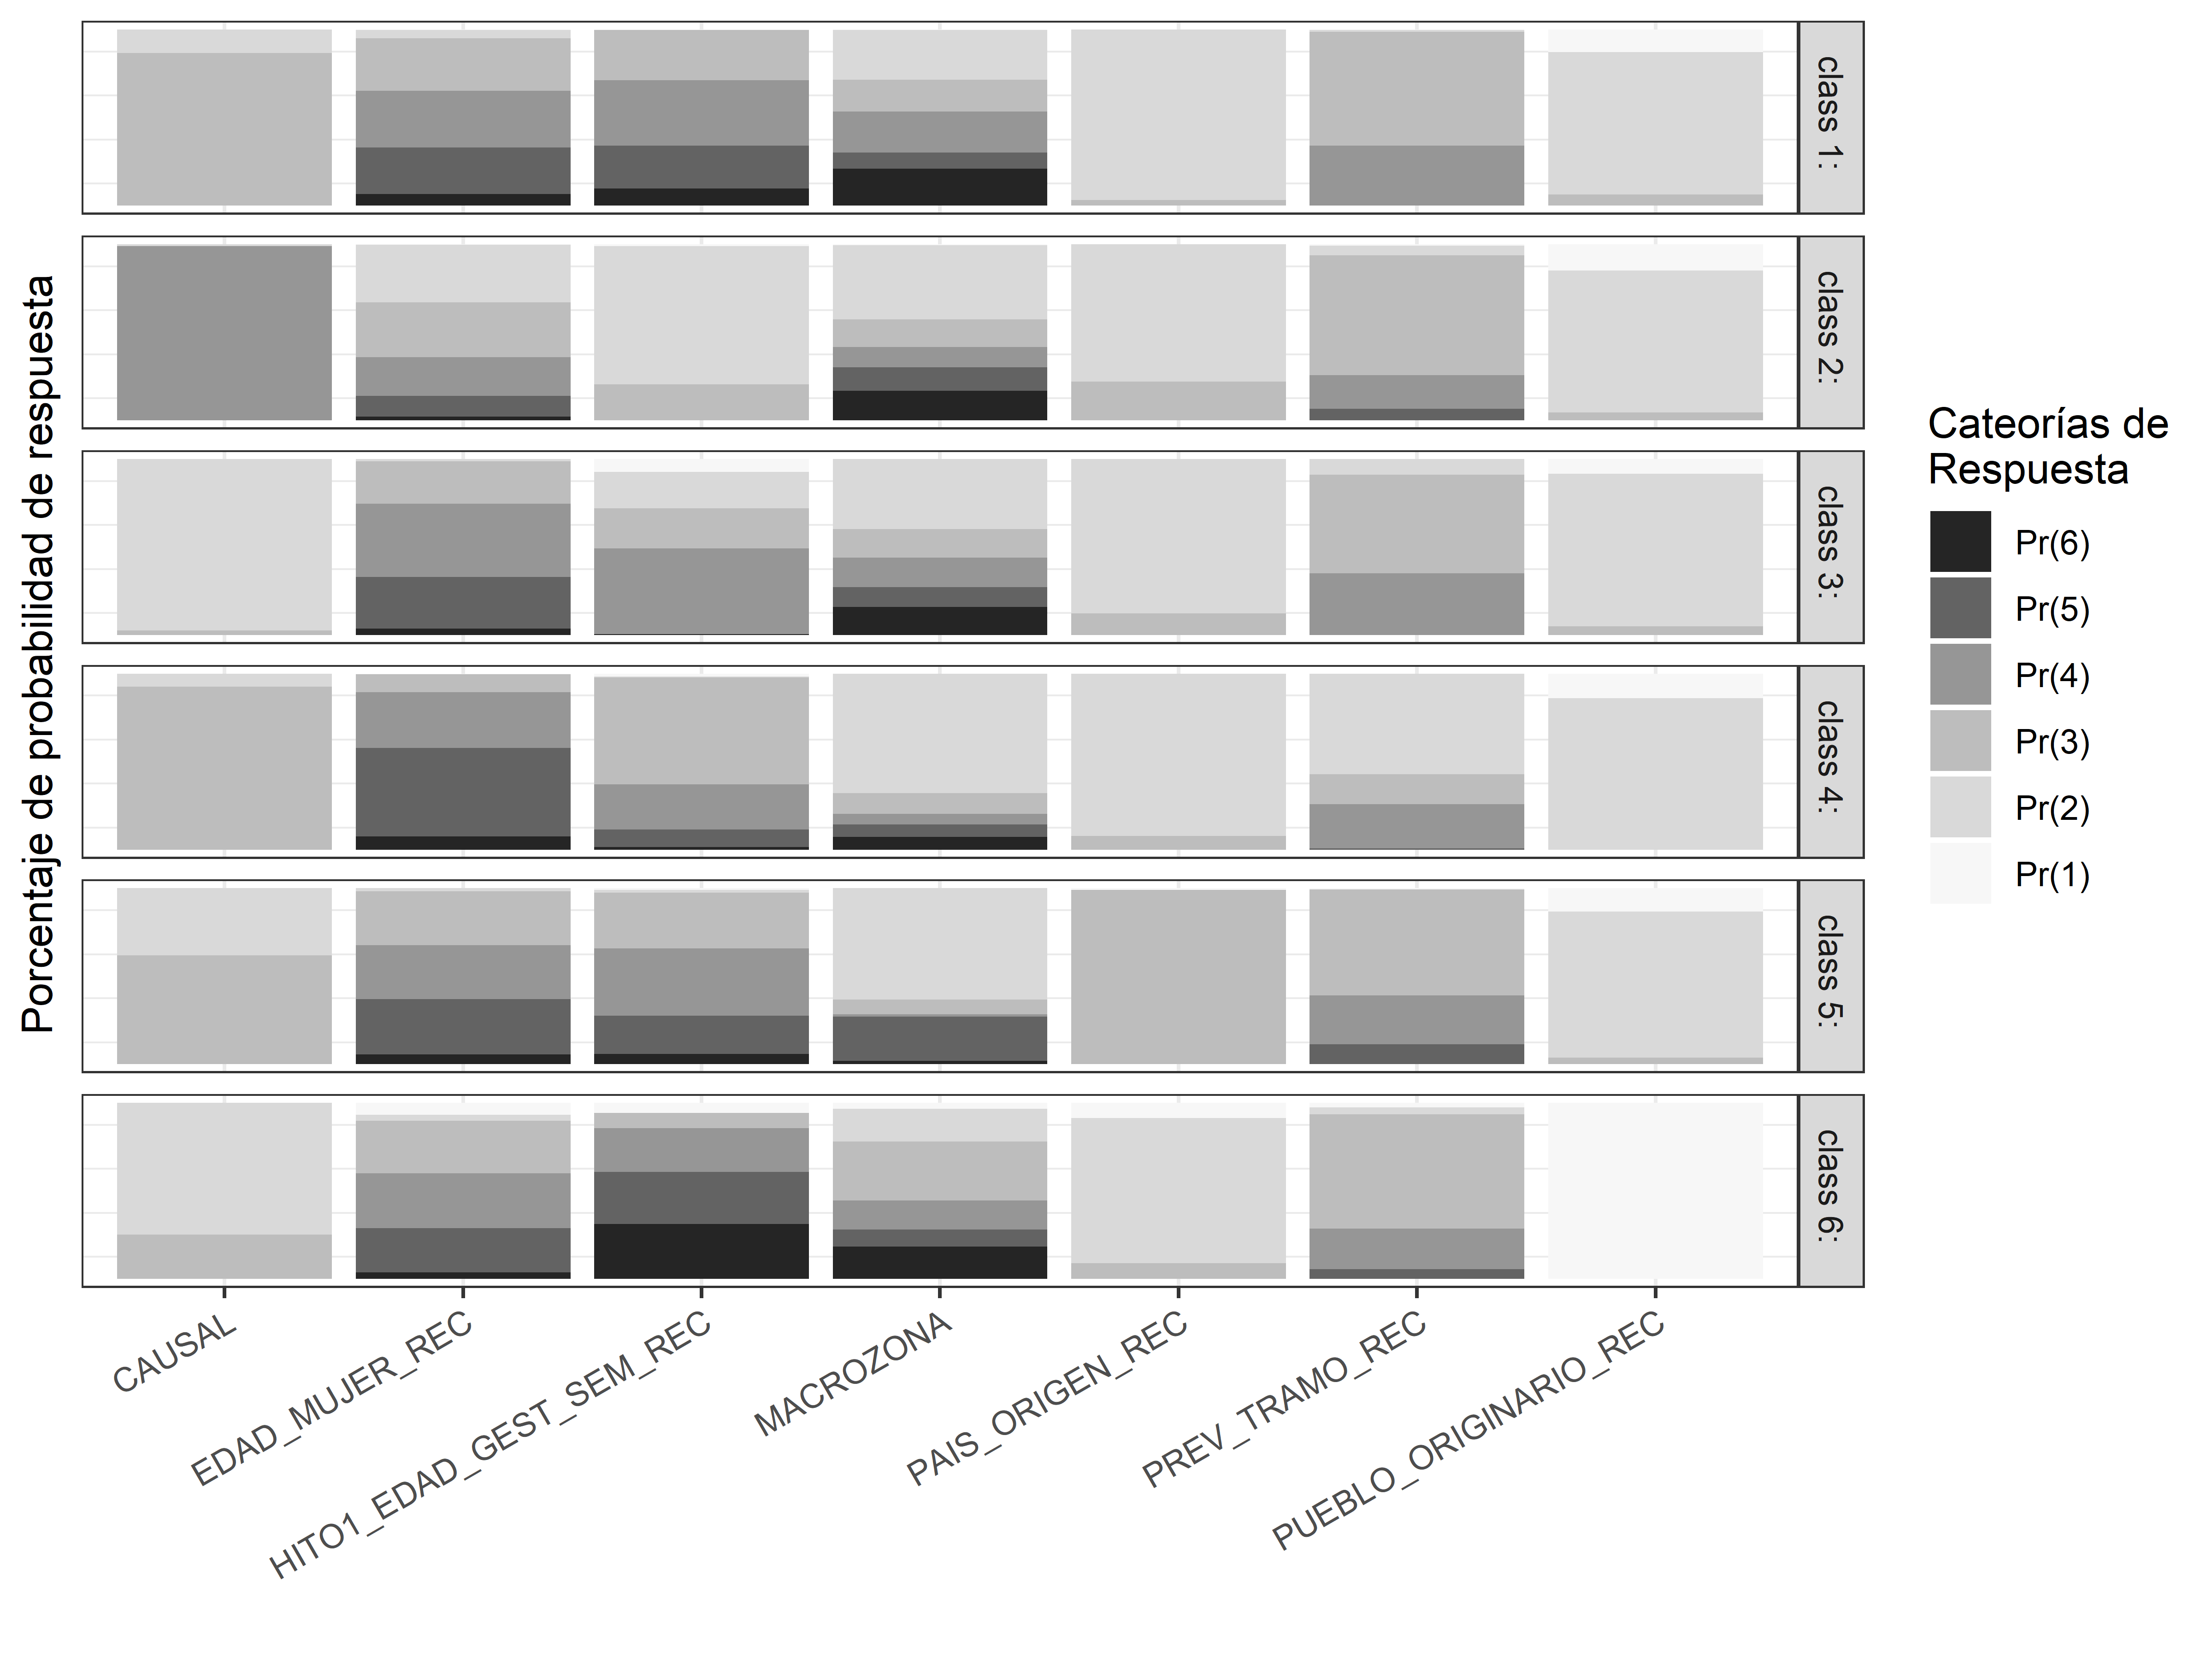 Porcentaje de probabilidad de respuesta
class 1:
class 2:
class 3:
class 4:
class 5:
class 6:
CAUSAL
EDAD_MUJER_REC
HITO1_EDAD_GEST_SEM_REC
MACROZONA
PAIS_ORIGEN_REC
PREV_TRAMO_REC
PUEBLO_ORIGINARIO_REC
Cateorías de
Respuesta
Pr(6)
Pr(5)
Pr(4)
Pr(3)
Pr(2)
Pr(1)